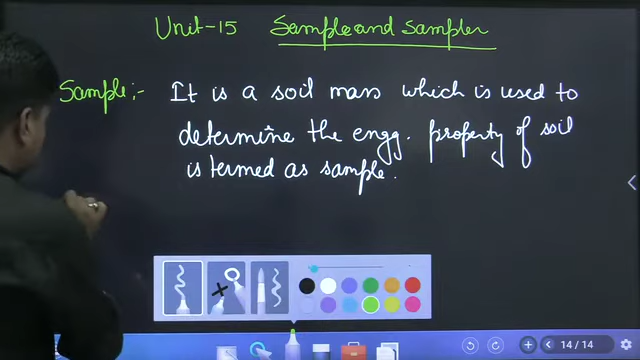 Unit-15 Sample and Sampler
Sample:- It is a soil mass which is used to
determine the engg. property of soil
is termed as sample.
14/14